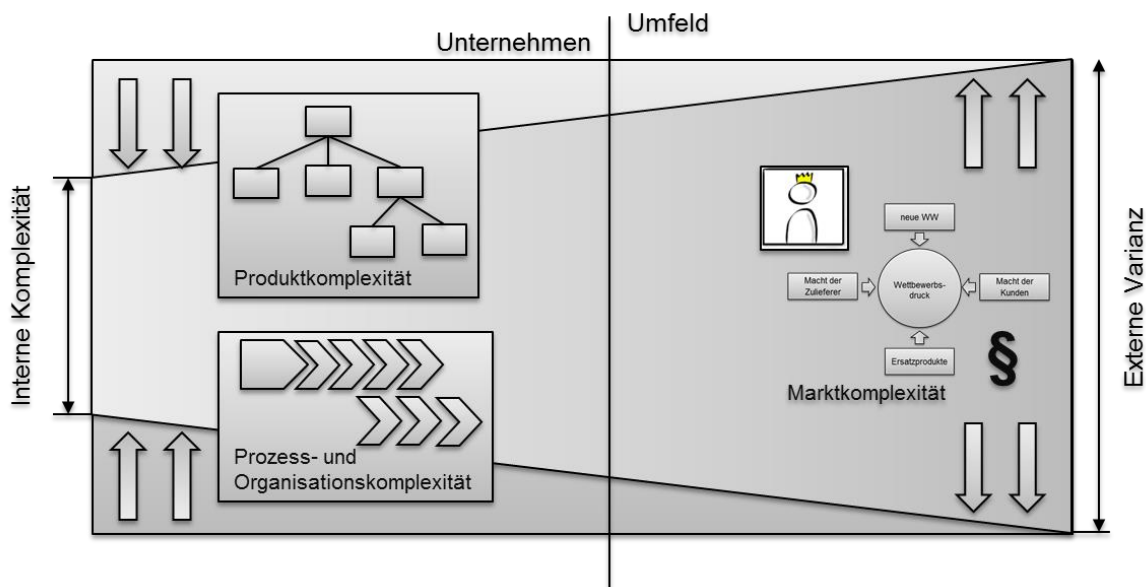 Unternehmen
Umfeld
Interne Komplexität
Produktkomplexität
Prozess- und
Organisationskomplexität
neue WW
Macht der
Zulieferer
Wettbewerbs-
druck
Macht der
Kunden
Ersatzprodukte
§
Marktkomplexität
Externe Varianz